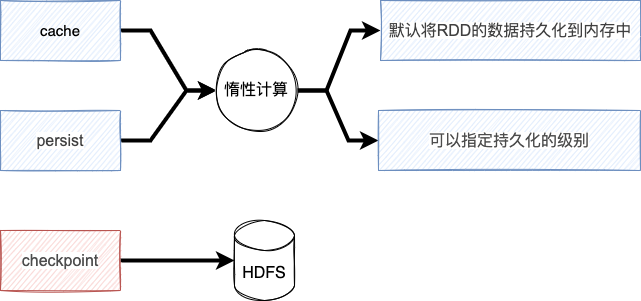 cache
默认将RDD的数据持久化到内存中
惰性计算
persist
可以指定持久化的级别
checkpoint
HDFS